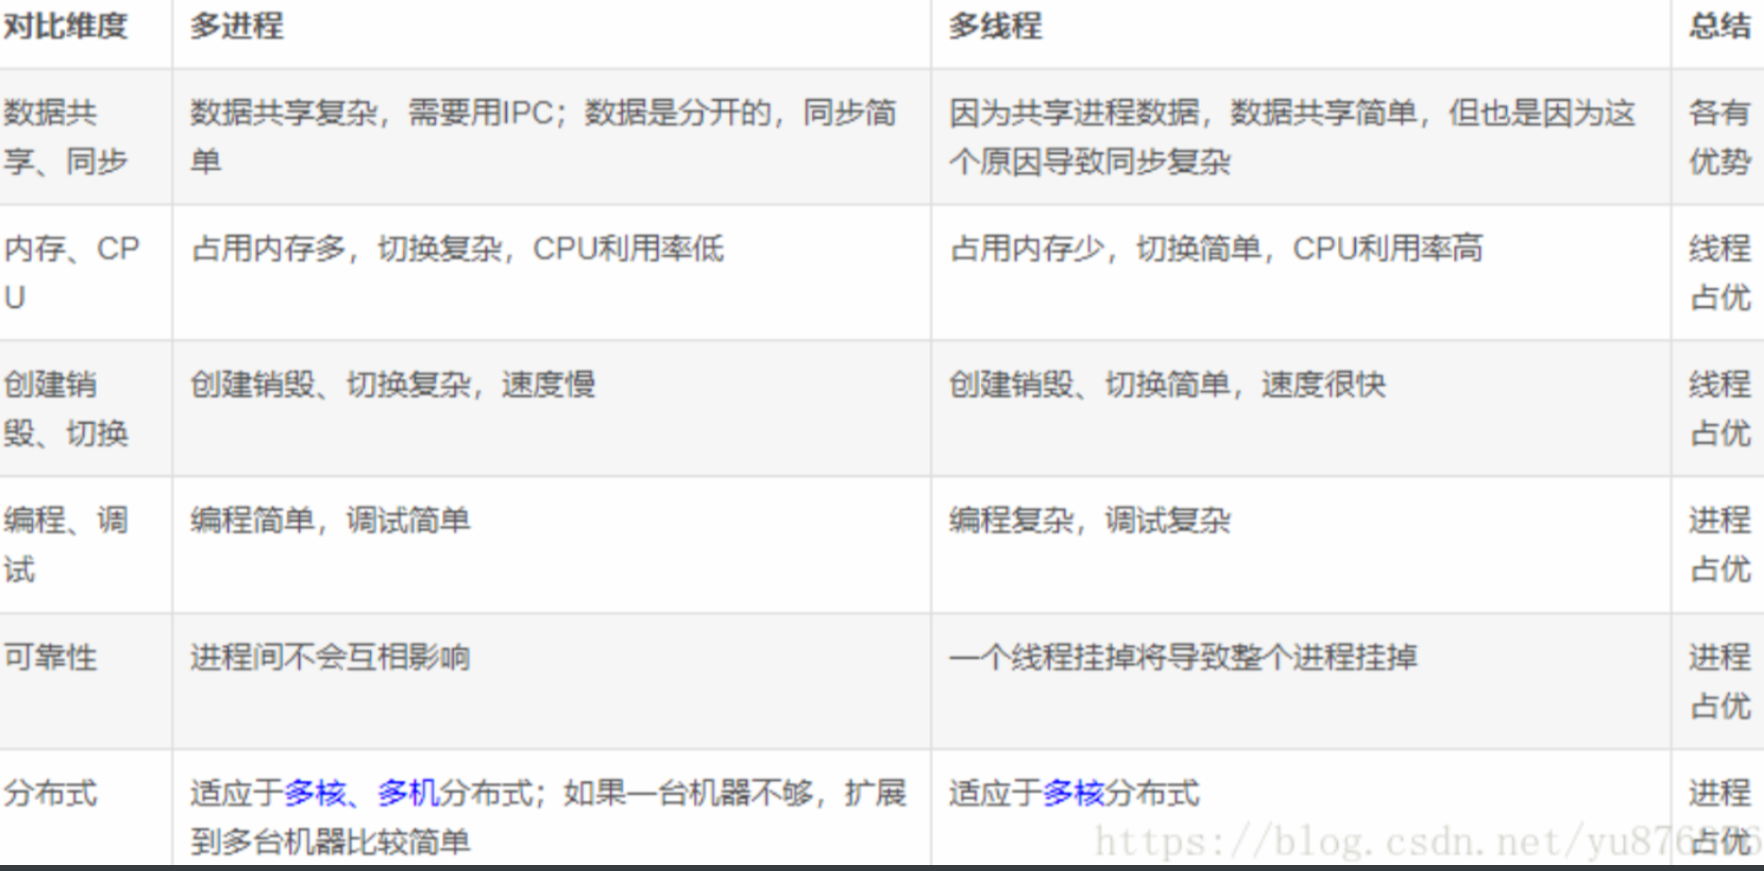 对比维度 多进程 多线程 总结
数据共 数据共享复杂，需要用IPC；数据是分开的，同步简 因为共享进程数据，数据共享简单，但也是因为这 各有
享、同步 单 个原因导致同步复杂 优势
内存、CP 占用内存多，切换复杂，CPU利用率低 占用内存少，切换简单，CPU利用率高 线程
U 占优
创建销 创建销毁、切换复杂，速度慢 创建销毁、切换简单，速度很快 线程
毁、切换 占优
编程、调 编程简单，调试简单 编程复杂，调试复杂 进程
试 占优
可靠性 进程间不会互相影响 一个线程挂掉将导致整个进程挂掉 进程
占优
分布式 适应于多核、多机分布式；如果一台机器不够，扩展 适应于多核分布式 进程
到多台机器比较简单 占优
https://blog.csdn.net/yu876